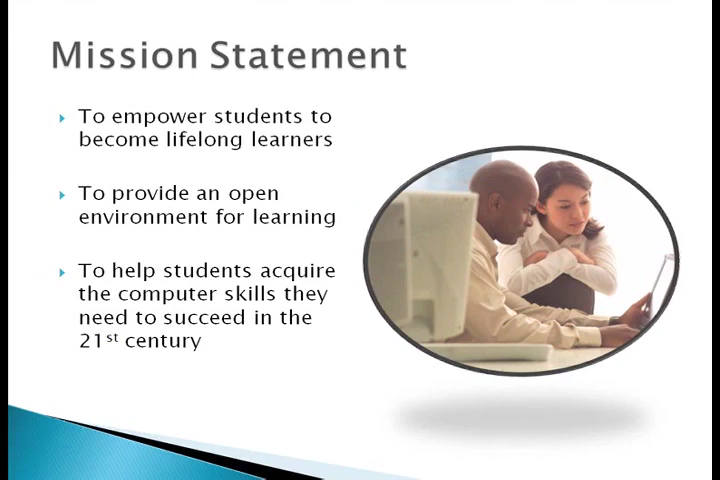 Mission Statement
To empower students to
become lifelong learners
To provide an open
environment for learning
To help students acquire
the computer skills they
need to succeed in the
21st century